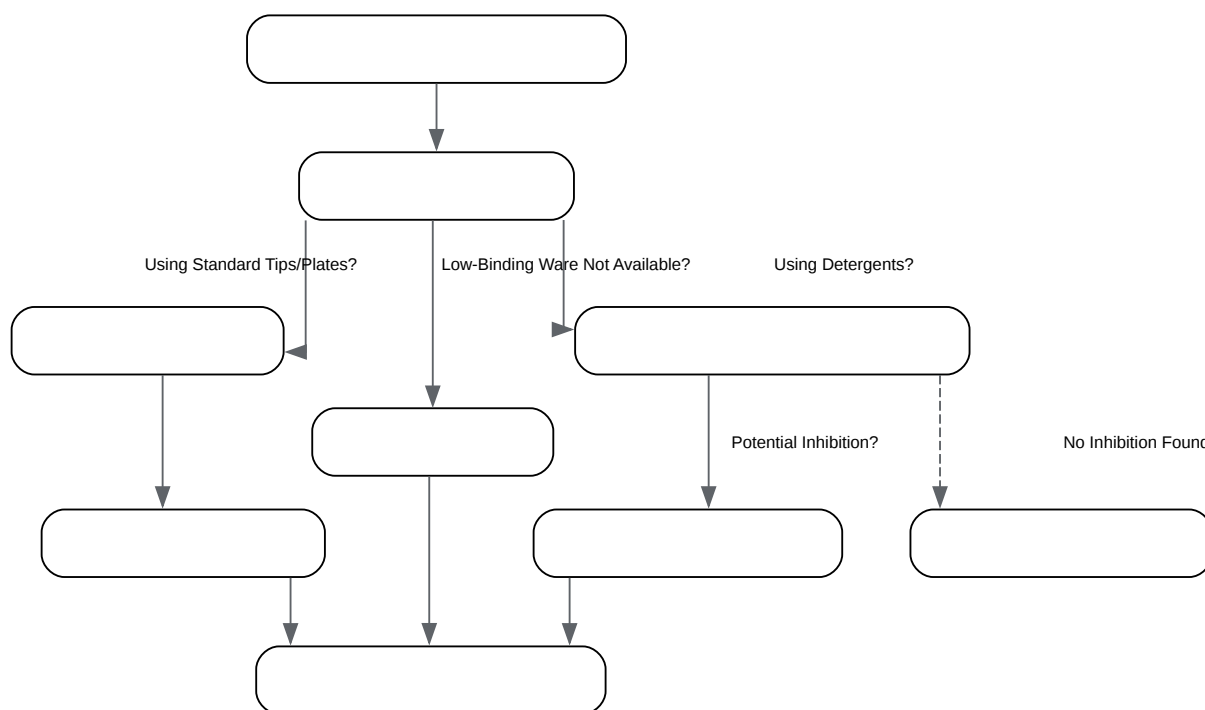 Using Standard Tips/Plates?
Low-Binding Ware Not Available?
Using Detergents?
Potential Inhibition?
No Inhibition Found